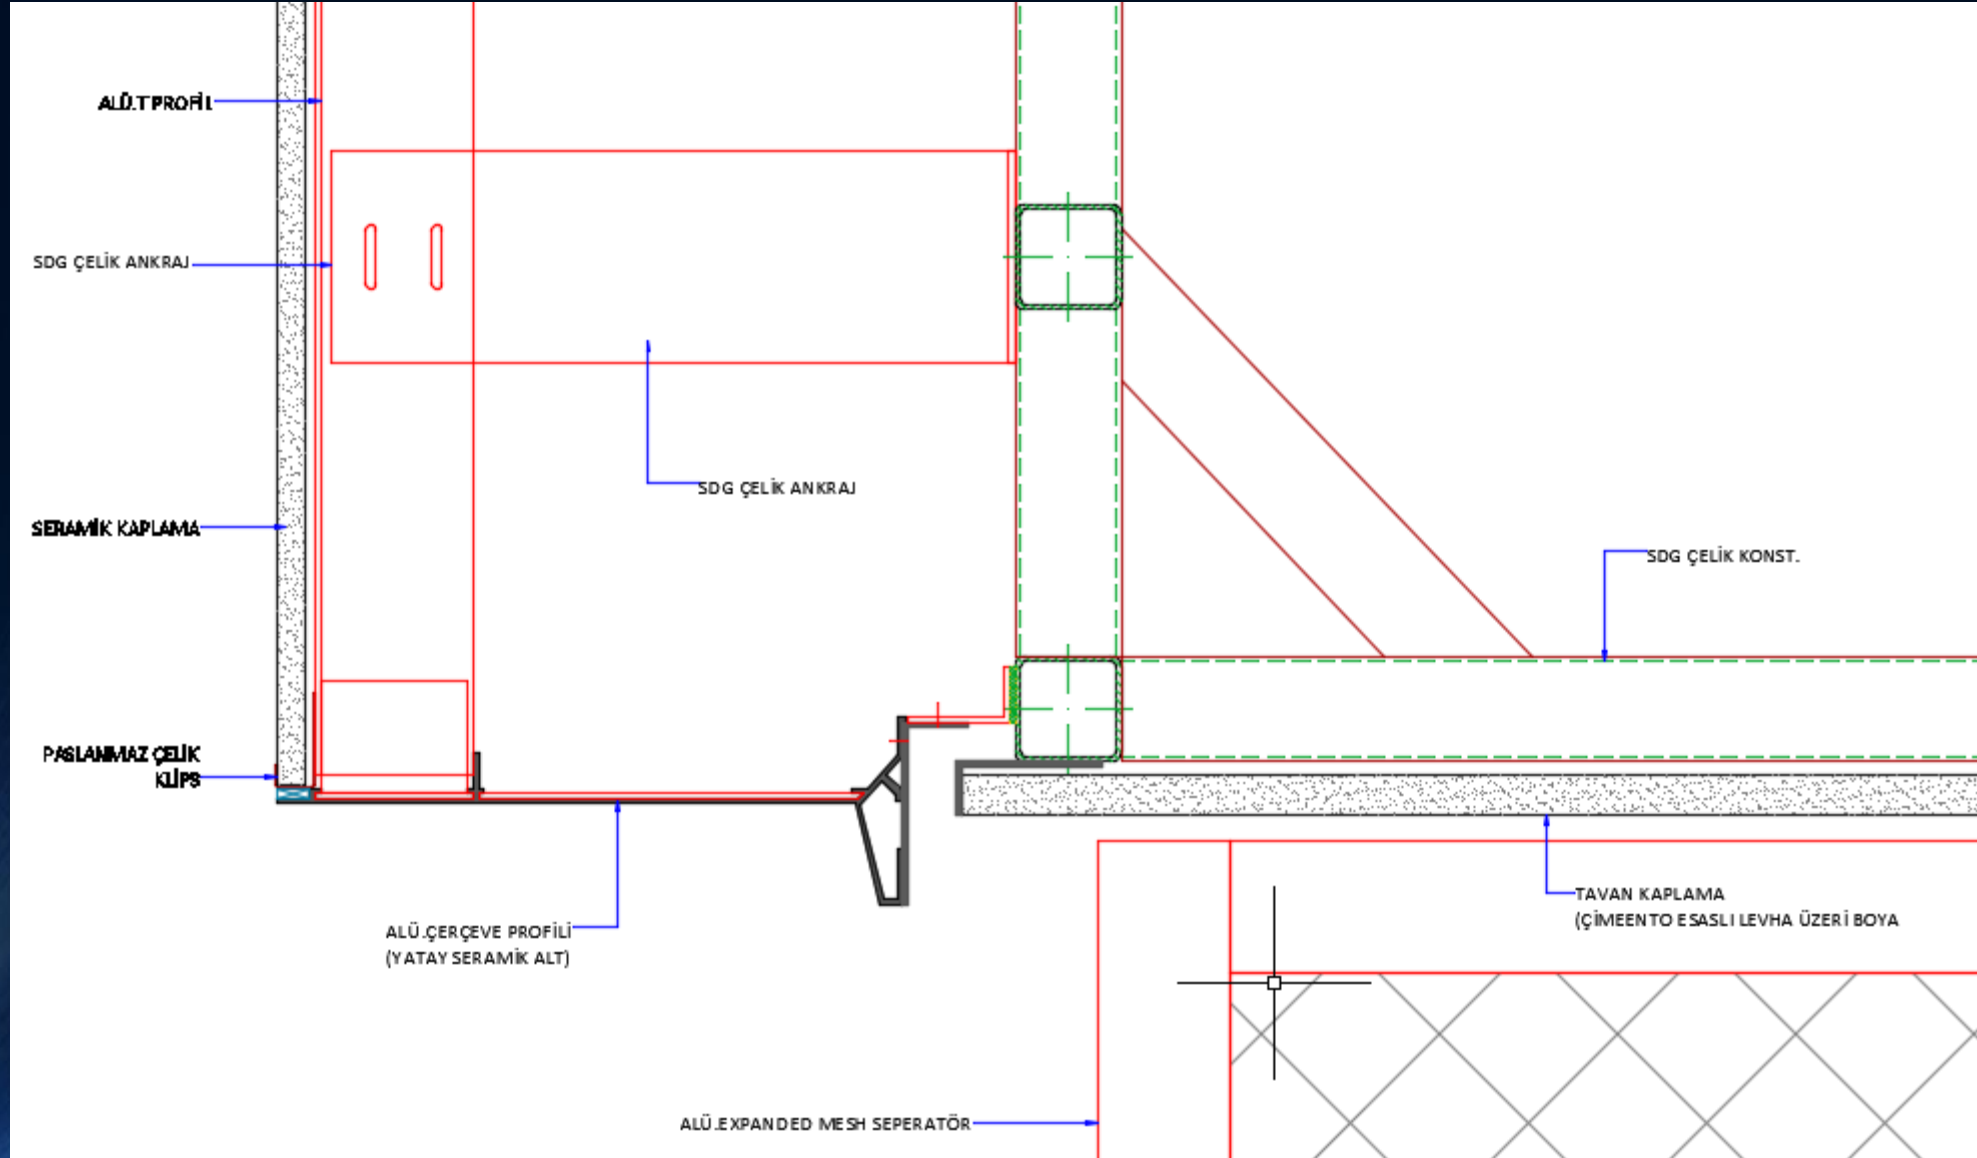 ALÜ.T PROFİL
SDG ÇELİK ANKRAJ
SDG ÇELİK ANKRAJ
SERAMİK KAPLAMA
SDG ÇELİK KONST.
PASLANMAZ ÇELİK
KLİPS
ALÜ.ÇERÇEVE PROFİLİ
(YATAY SERAMİK ALT)
TAVAN KAPLAMA
(ÇİMEENTO ESASLI LEVHA ÜZERİ BOYA
ALÜ.EXPANDED MESH SEPERATÖR